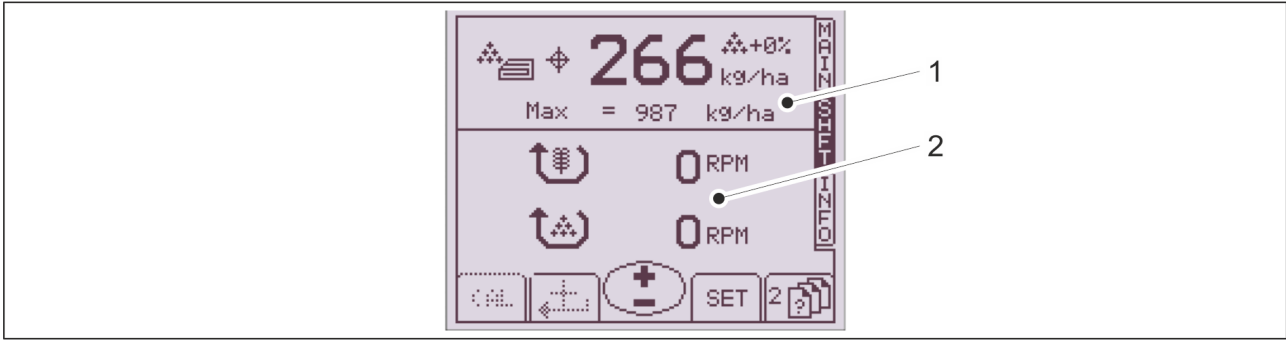 266 +0%
kg/ha
Max = 987 kg/ha
0 RPM
0 RPM
CAL SET 2 ?
MAIN SHFT INFO
1
2